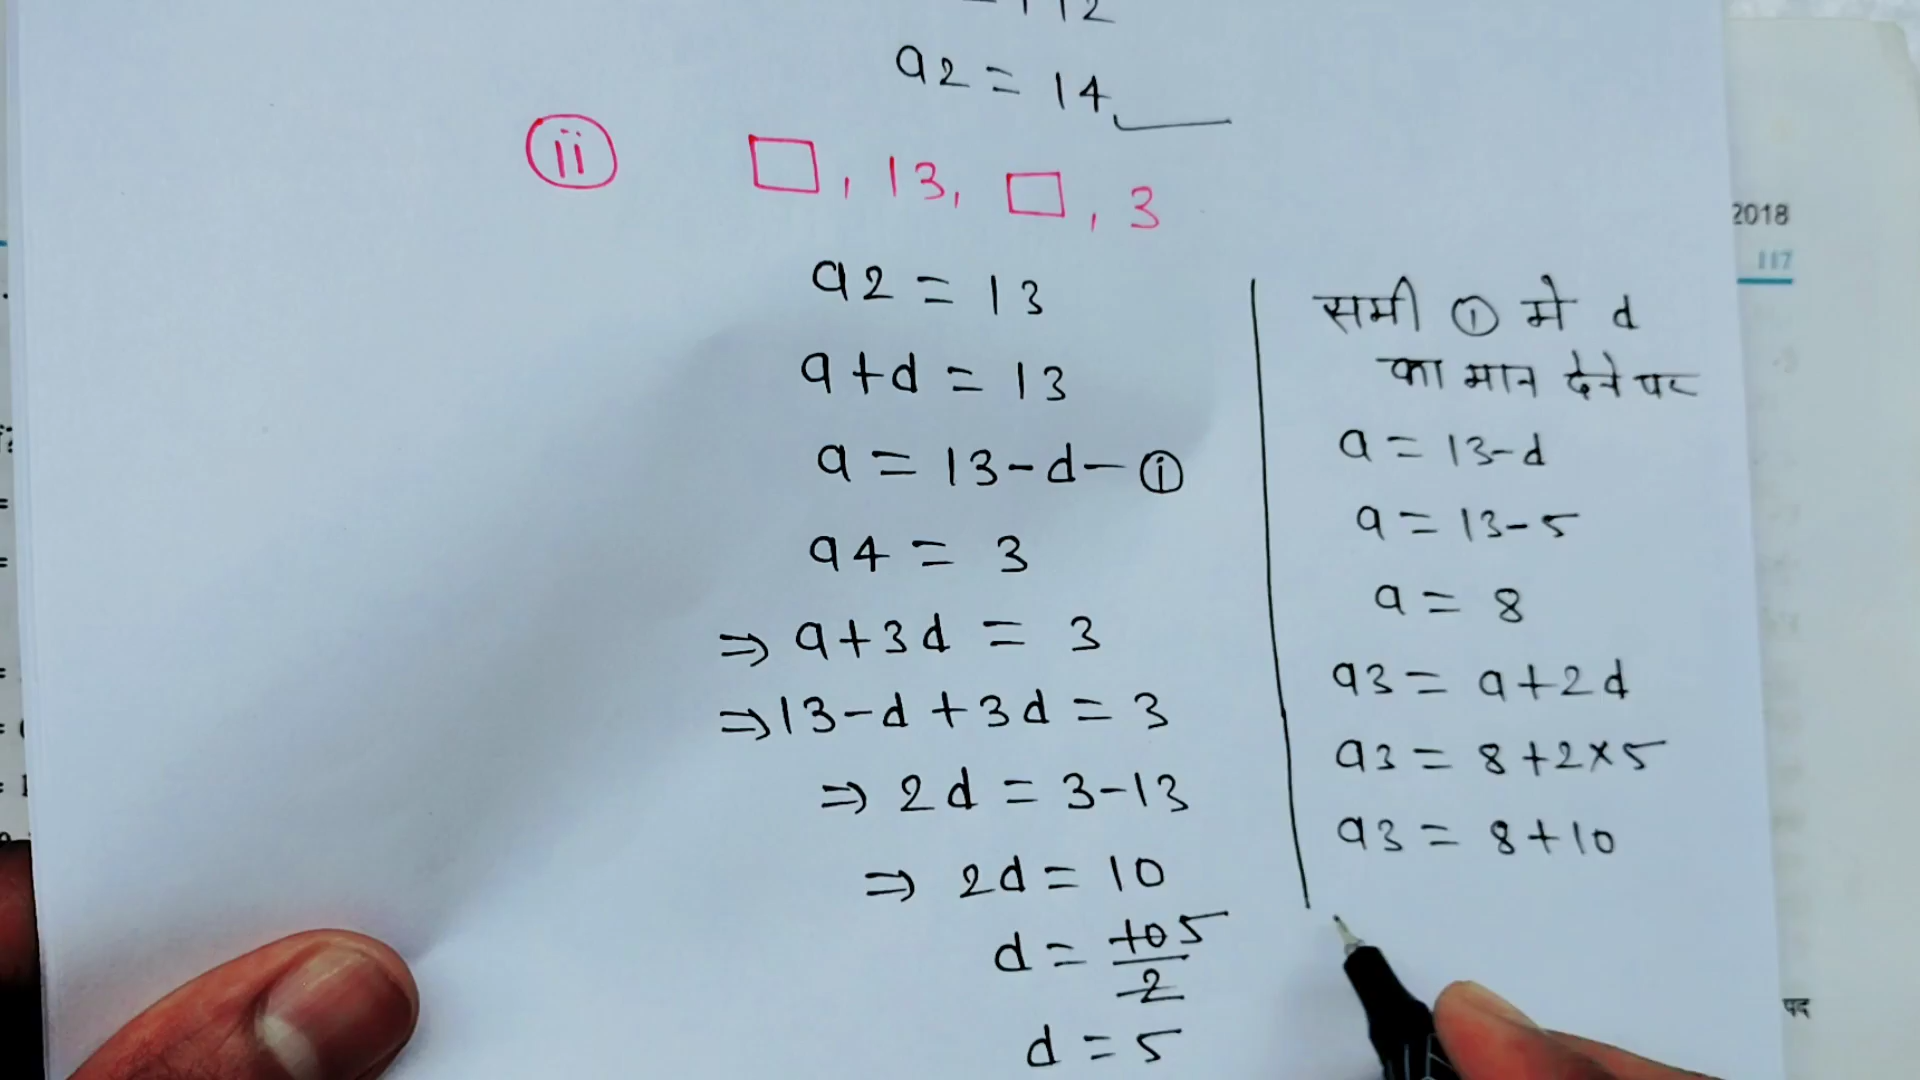 a2 = 14
ii □, 13, □, 3
a2 = 13
a+d = 13
a = 13-d-①
a4 = 3
⇒ a+3d = 3
⇒13-d+3d = 3
⇒ 2d = 3-13
⇒ 2d = 10
d = 10 5
2
d = 5
समी ① मे d
का मान देने पर
a = 13-d
a = 13-5
a = 8
a3 = a+2d
a3 = 8+2×5
a3 = 8+10
2018
117
पद